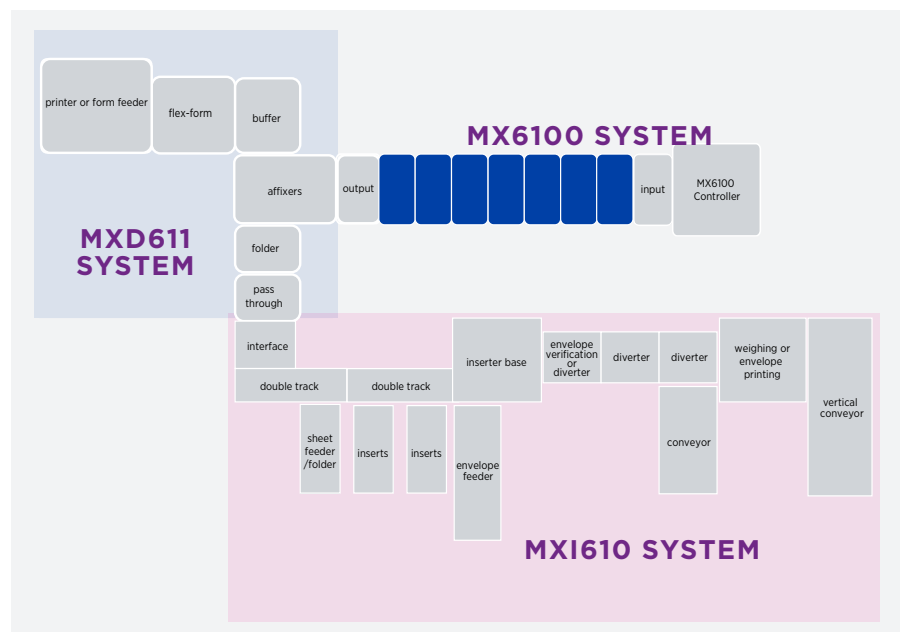 printer or form feeder
flex-form
buffer
MX6100 SYSTEM
affixers
output
input
MX6100
Controller
MXD611
SYSTEM
folder
pass
through
interface
double track
double track
inserter base
envelope
verification
or
diverter
diverter
diverter
weighing or
envelope
printing
vertical
conveyor
sheet
feeder
/folder
inserts
inserts
envelope
feeder
conveyor
MXI610 SYSTEM